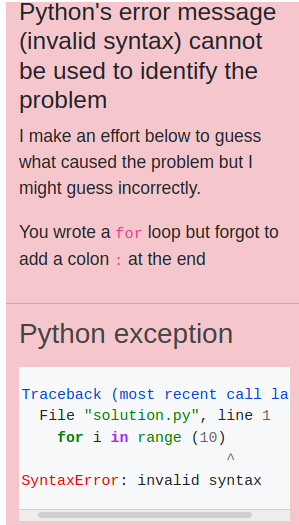 Python's error message
(invalid syntax) cannot
be used to identify the
problem
I make an effort below to guess
what caused the problem but I
might guess incorrectly.
You wrote a for loop but forgot to
add a colon : at the end
Python exception
Traceback (most recent call la
File "solution.py", line 1
for i in range (10)
^
SyntaxError: invalid syntax